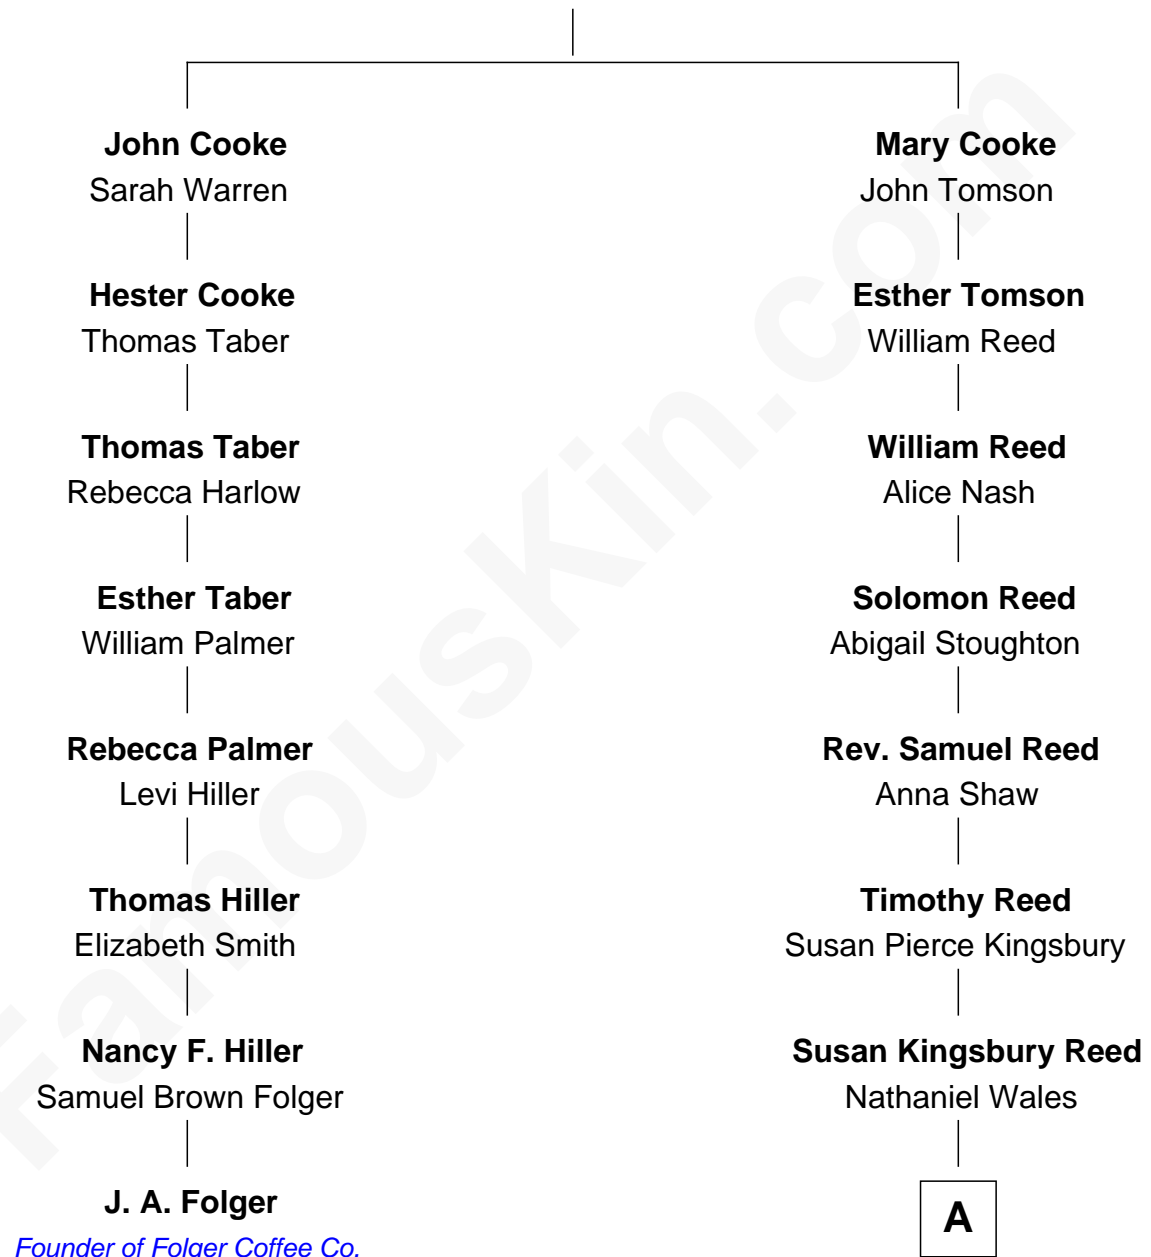 John Cooke
Sarah Warren
Hester Cooke
Thomas Taber
Thomas Taber
Rebecca Harlow
Esther Taber
William Palmer
Rebecca Palmer
Levi Hiller
Thomas Hiller
Elizabeth Smith
Nancy F. Hiller
Samuel Brown Folger
J. A. Folger
Founder of Folger Coffee Co.
Mary Cooke
John Tomson
Esther Tomson
William Reed
William Reed
Alice Nash
Solomon Reed
Abigail Stoughton
Rev. Samuel Reed
Anna Shaw
Timothy Reed
Susan Pierce Kingsbury
Susan Kingsbury Reed
Nathaniel Wales
A
FamousKin.com